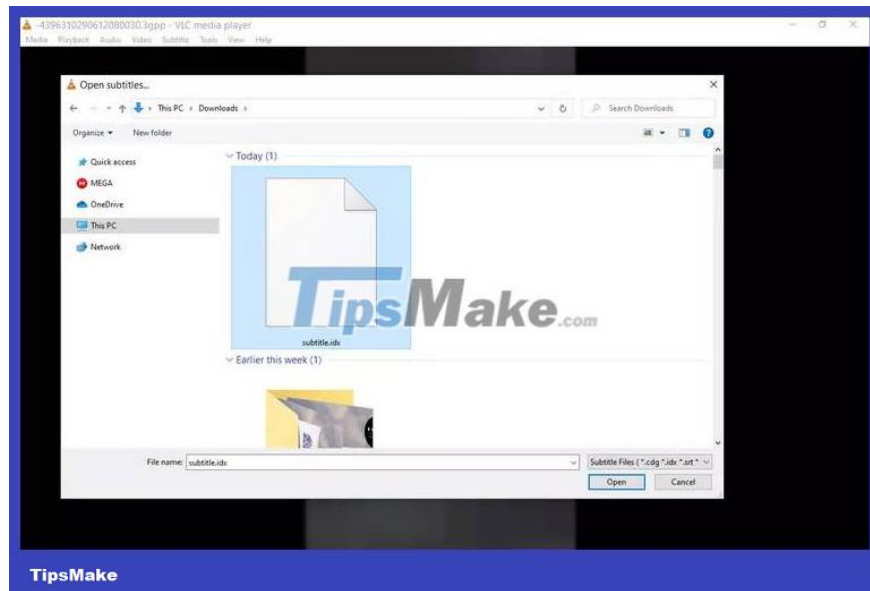 -4396310290612080030.3gpp - VLC media player
Media Playback Audio Video Subtitle Tools View Help
Open subtitles...
This PC › Downloads ›
Search Downloads
Organize New folder
Quick access
MEGA
OneDrive
This PC
Network
Today (1)
subtitle.idx
TipsMake.com
Earlier this week (1)
File name: subtitle.idx
Subtitle Files ( *.cdg *.idx *.srt *
Open Cancel
TipsMake